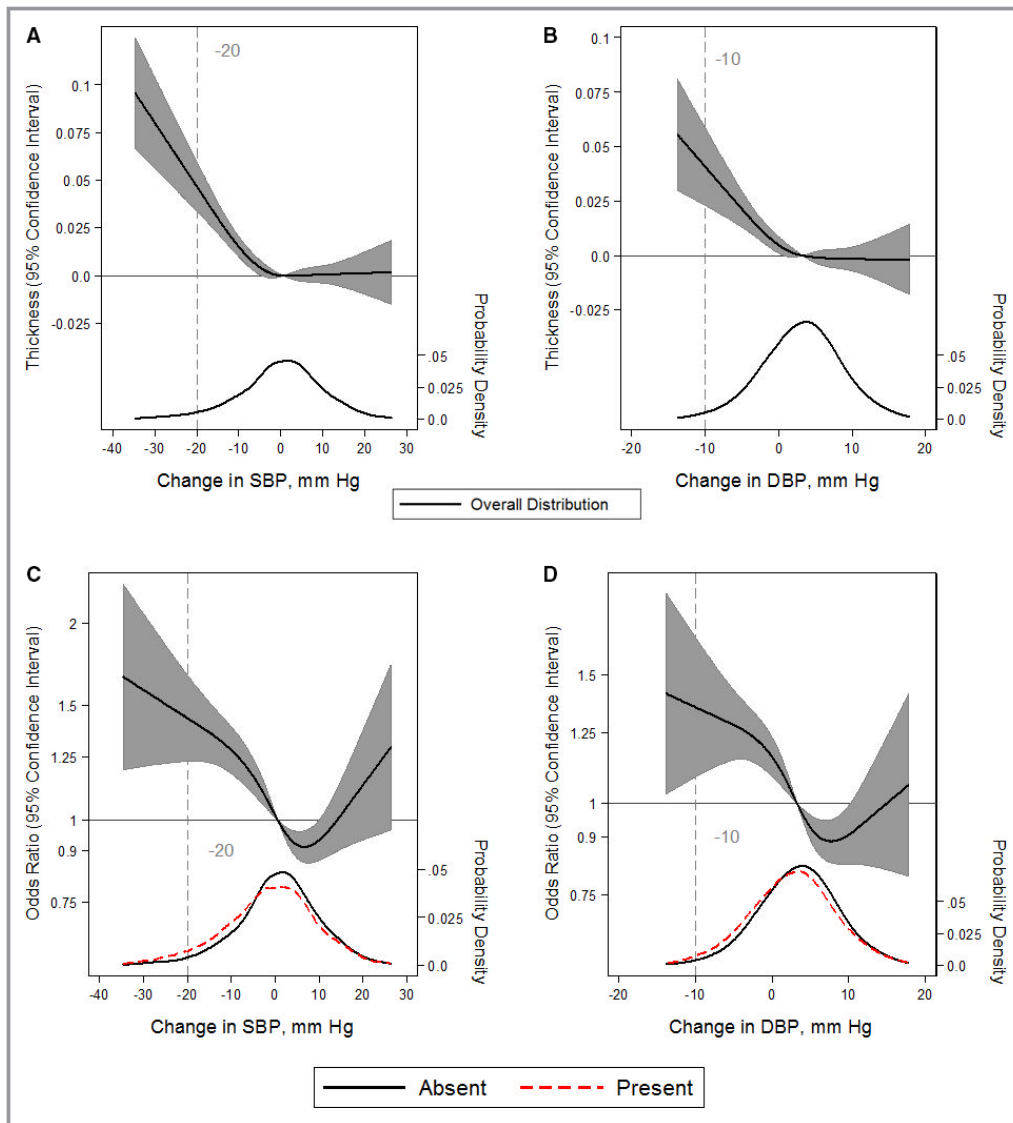 A
-20
0.1
0.075
0.05
0.025
0.0
-0.025
Thickness (95% Confidence Interval)
Probability Density
.05
0.025
0.0
-40 -30 -20 -10 0 10 20 30
Change in SBP, mm Hg
B
-10
0.1
0.075
0.05
0.025
0.0
-0.025
Thickness (95% Confidence Interval)
Probability Density
.05
0.025
0.0
-20 -10 0 10 20
Change in DBP, mm Hg
Overall Distribution
C
2
1.5
1.25
1
0.9
0.75
-20
Odds Ratio (95% Confidence Interval)
Probability Density
.05
0.025
0.0
-40 -30 -20 -10 0 10 20 30
Change in SBP, mm Hg
D
1.5
1.25
1
0.9
0.75
-10
Odds Ratio (95% Confidence Interval)
Probability Density
.05
0.025
0.0
-20 -10 0 10 20
Change in DBP, mm Hg
Absent Present